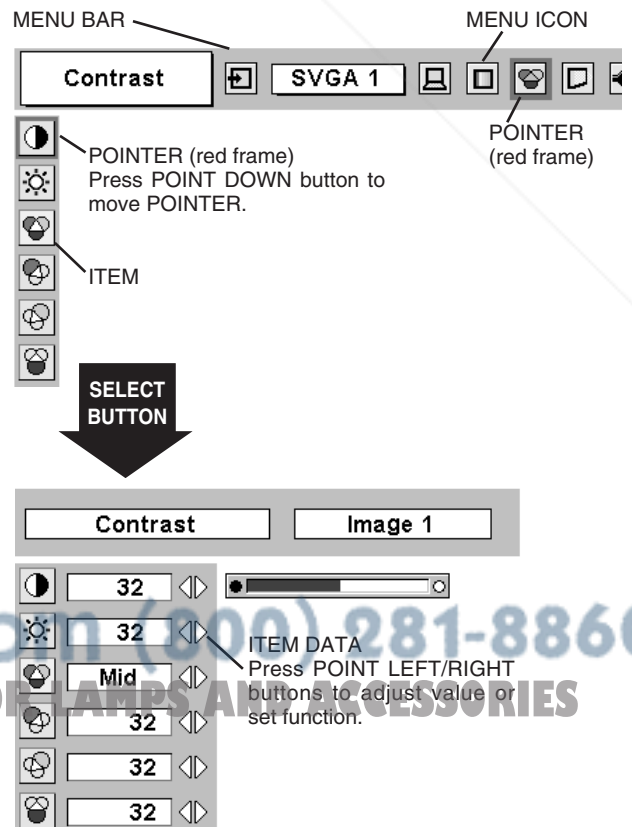 MENU BAR
MENU ICON
Contrast
SVGA 1
POINTER
(red frame)
POINTER (red frame)
Press POINT DOWN button to
move POINTER.
ITEM
SELECT
BUTTON
Contrast
Image 1
32
32
ITEM DATA
Press POINT LEFT/RIGHT
buttons to adjust value or
set function.
Mid
32
32
32
om (800) 281-8860
R LAMPS AND ACCESSORIES